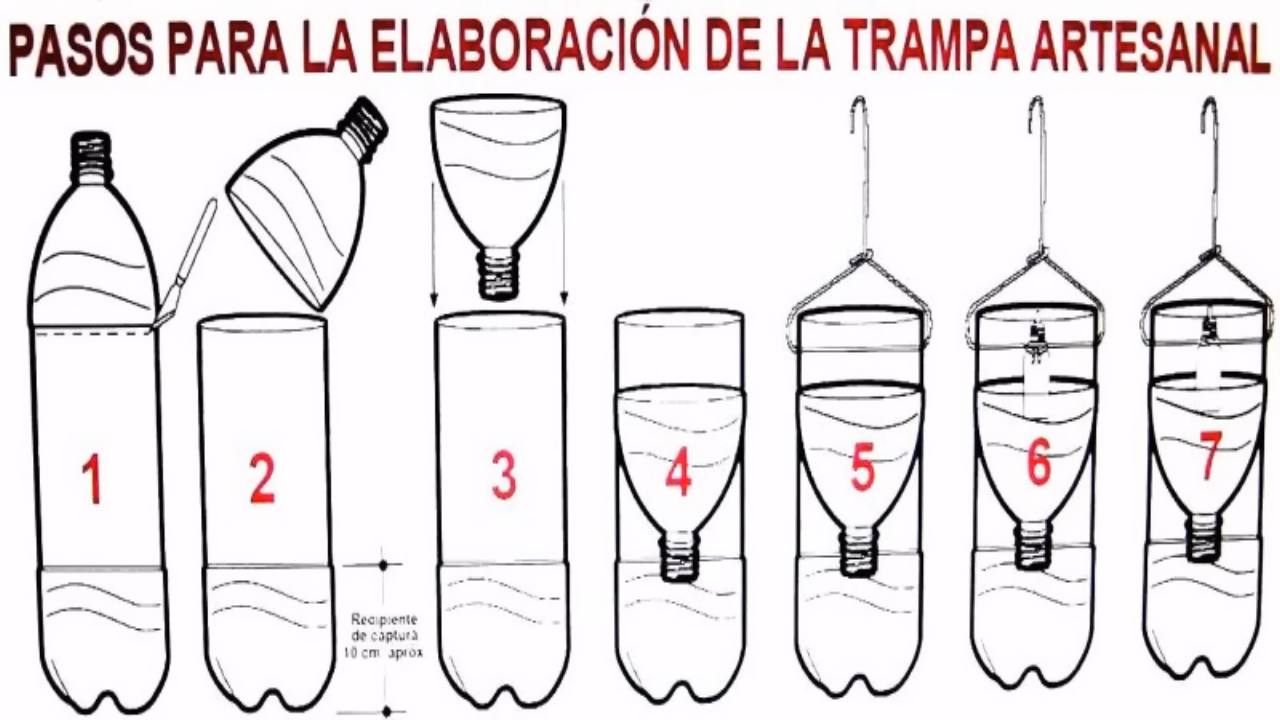 PASOS PARA LA ELABORACIÓN DE LA TRAMPA ARTESANAL
1
2
3
4
5
6
7
Recipiente
de captura
10 cm. aprox